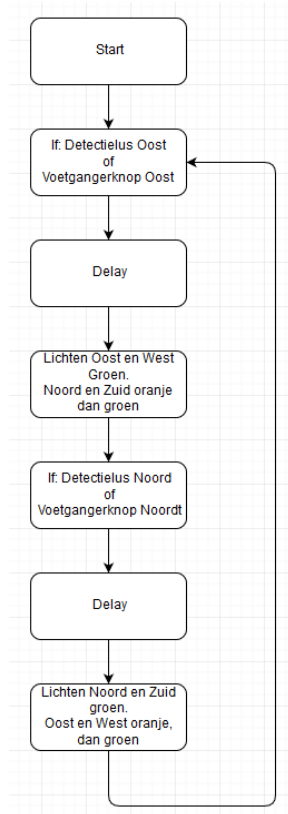 Start
If: Detectielus Oost
of
Voetgangerknop Oost
Delay
Lichten Oost en West
Groen.
Noord en Zuid oranje
dan groen
If: Detectielus Noord
of
Voetgangerknop Noordt
Delay
Lichten Noord en Zuid
groen.
Oost en West oranje,
dan groen